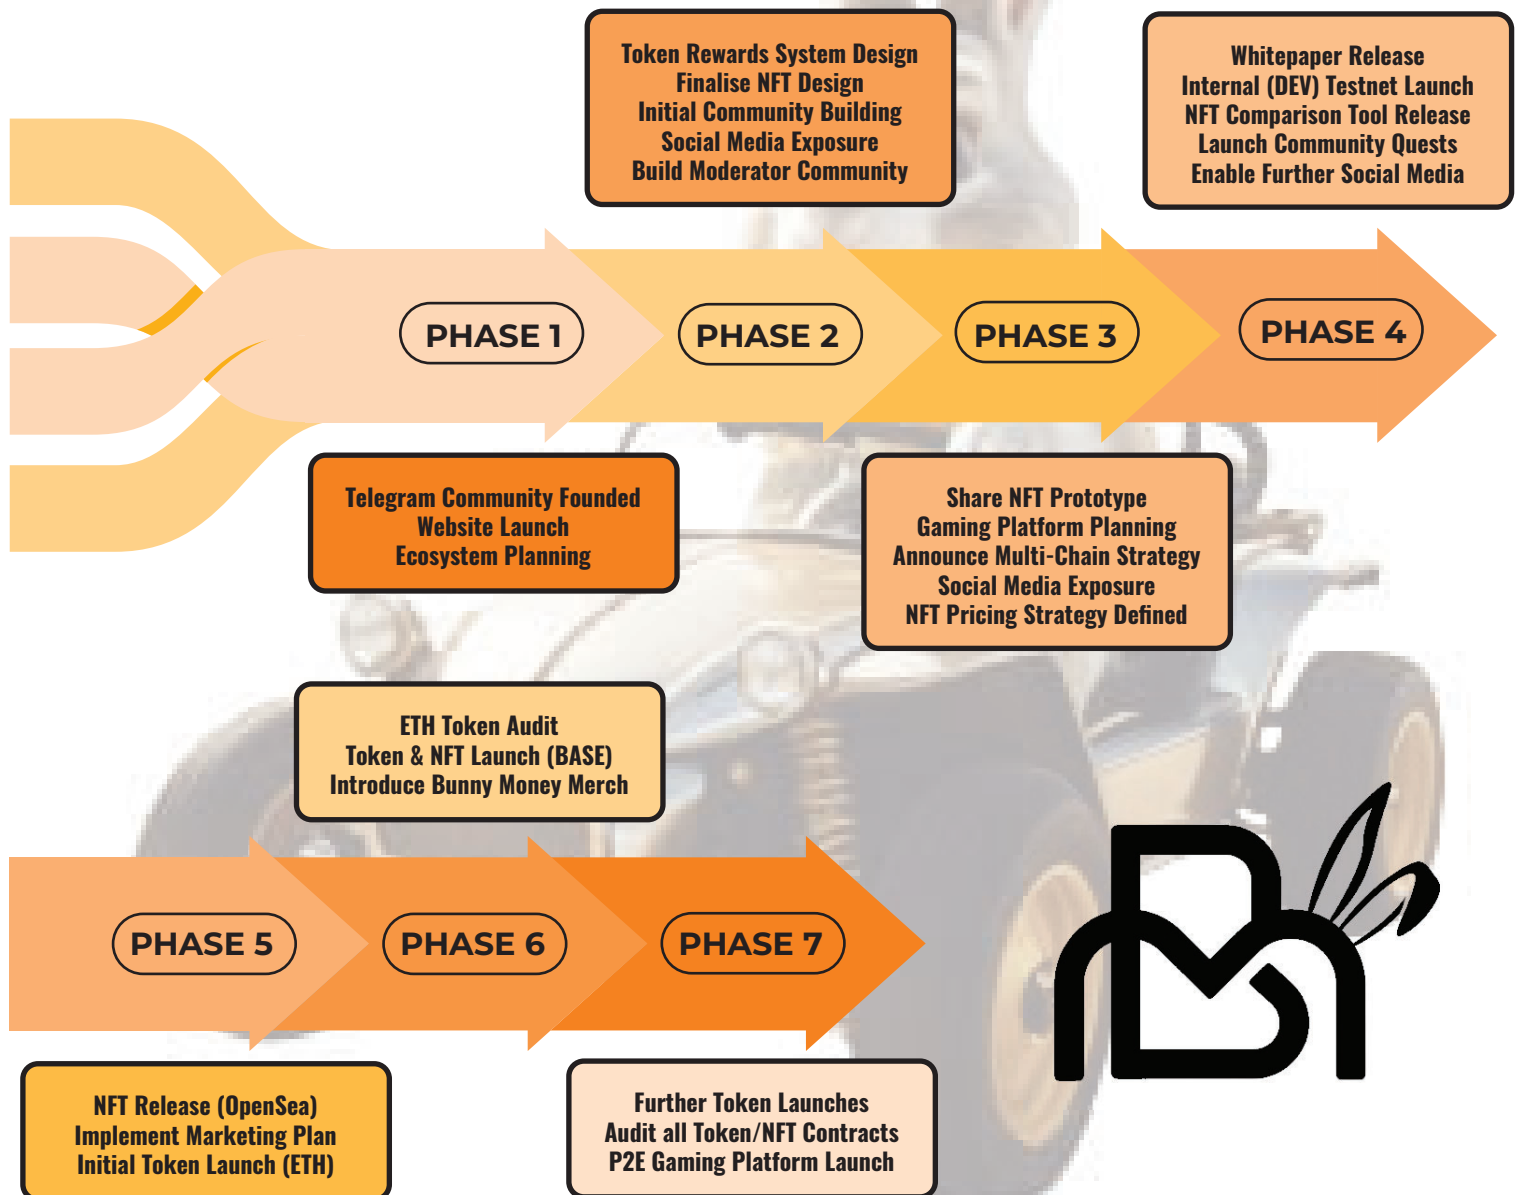 Token Rewards System Design
Finalise NFT Design
Initial Community Building
Social Media Exposure
Build Moderator Community
Whitepaper Release
Internal (DEV) Testnet Launch
NFT Comparison Tool Release
Launch Community Quests
Enable Further Social Media
PHASE 1
PHASE 2
PHASE 3
PHASE 4
Telegram Community Founded
Website Launch
Ecosystem Planning
Share NFT Prototype
Gaming Platform Planning
Announce Multi-Chain Strategy
Social Media Exposure
NFT Pricing Strategy Defined
ETH Token Audit
Token & NFT Launch (BASE)
Introduce Bunny Money Merch
PHASE 5
PHASE 6
PHASE 7
NFT Release (OpenSea)
Implement Marketing Plan
Initial Token Launch (ETH)
Further Token Launches
Audit all Token/NFT Contracts
P2E Gaming Platform Launch